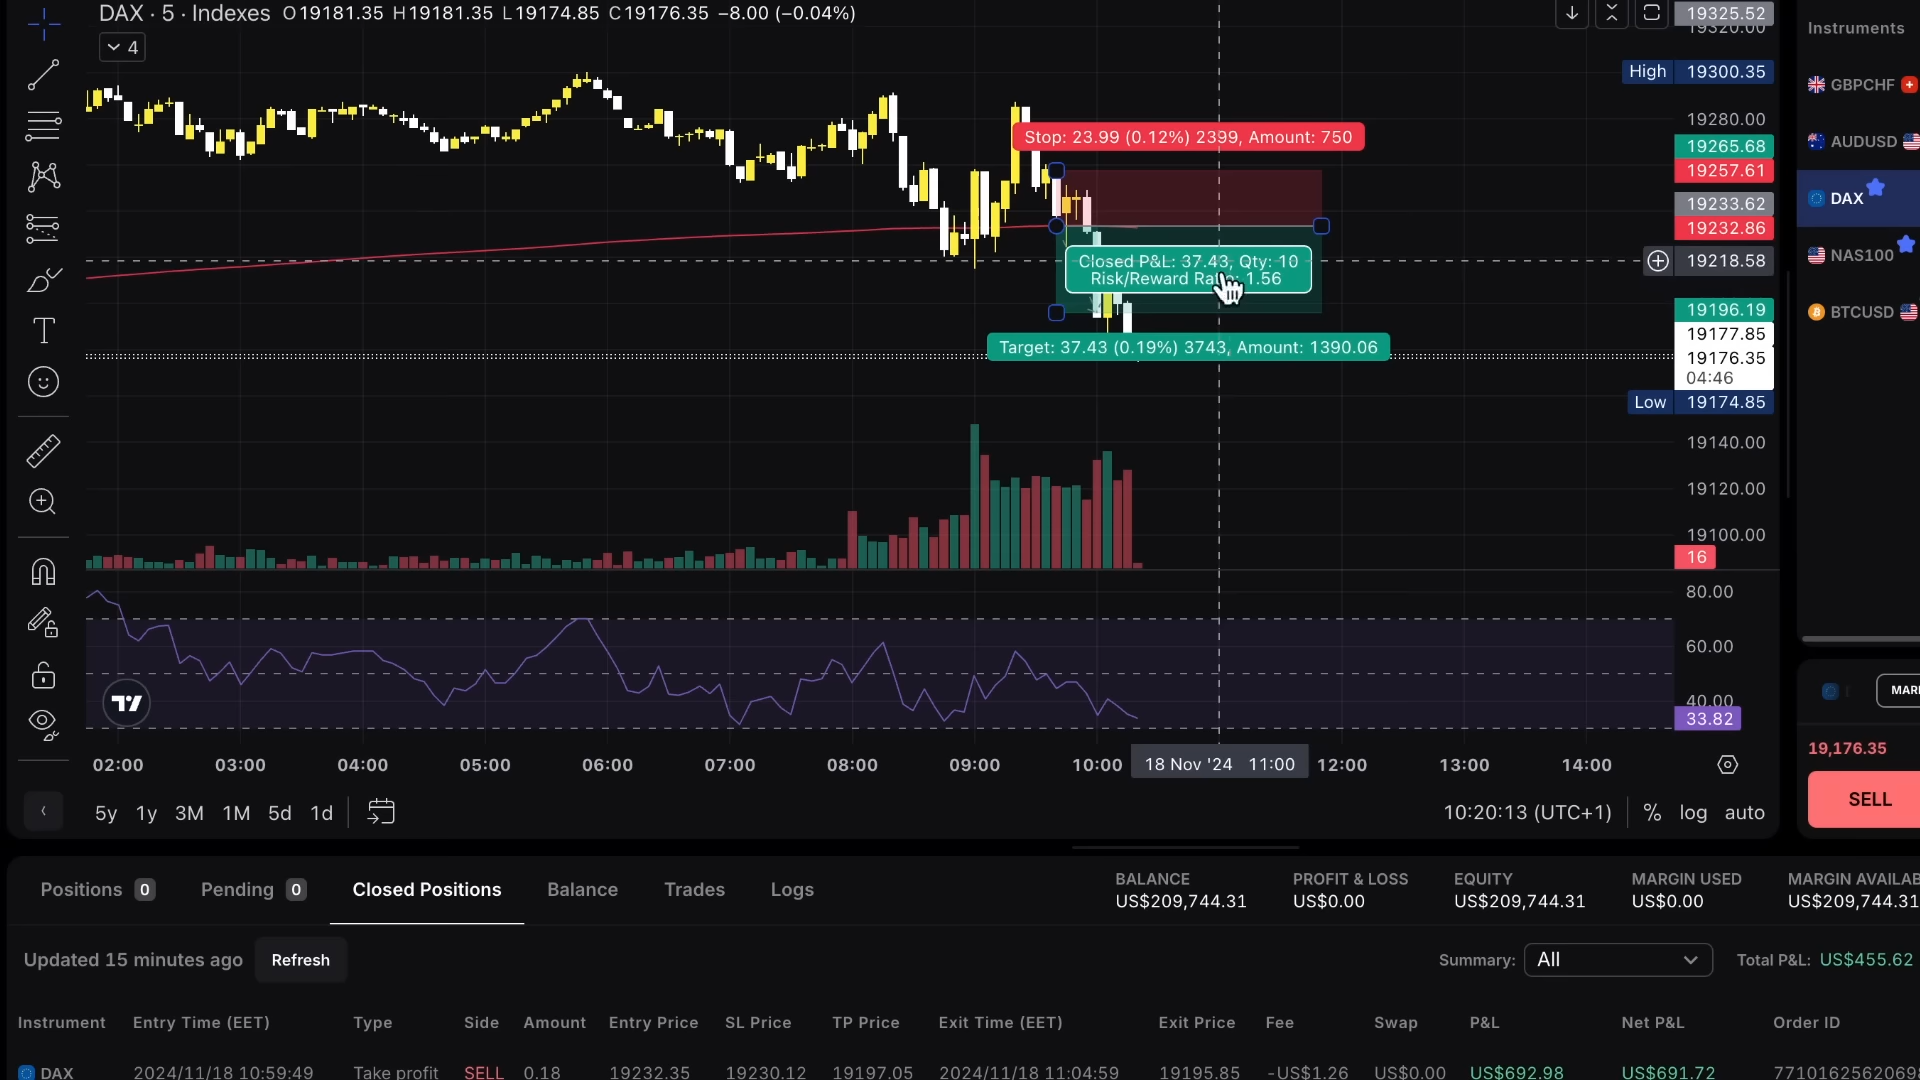 DAX · 5 · Indexes O19181.35 H19181.35 L19174.85 C19176.35 −8.00 (−0.04%)
4
19325.52
19320.00
High 19300.35
19280.00
19265.68
19257.61
19233.62
19232.86
19218.58
19196.19
19177.85
19176.35
04:46
Low 19174.85
19140.00
19120.00
19100.00
16
80.00
60.00
40.00
33.82
Stop: 23.99 (0.12%) 2399, Amount: 750
Closed P&L: 37.43, Qty: 10
Risk/Reward Ratio: 1.56
Target: 37.43 (0.19%) 3743, Amount: 1390.06
02:00 03:00 04:00 05:00 06:00 07:00 08:00 09:00 10:00 18 Nov '24 11:00 12:00 13:00 14:00
5y 1y 3M 1M 5d 1d
10:20:13 (UTC+1) % log auto
Instruments
GBPCHF
AUDUSD
DAX
NAS100
BTCUSD
19,176.35
SELL
Positions 0 Pending 0 Closed Positions Balance Trades Logs
BALANCE PROFIT & LOSS EQUITY MARGIN USED MARGIN AVAILAB
US$209,744.31 US$0.00 US$209,744.31 US$0.00 US$209,744.31
Updated 15 minutes ago Refresh
Summary: All Total P&L: US$455.62
Instrument Entry Time (EET) Type Side Amount Entry Price SL Price TP Price Exit Time (EET) Exit Price Fee Swap P&L Net P&L Order ID
DAX 2024/11/18 10:59:49 Take profit SELL 0.18 19232.35 19230.12 19197.05 2024/11/18 11:04:59 19195.85 -US$1.26 US$0.00 US$692.98 US$691.72